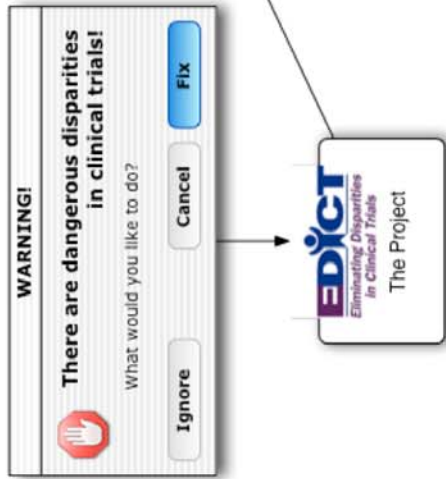 WARNING!
There are dangerous disparities
in clinical trials!
What would you like to do?
Ignore
Cancel
Fix
EDICT
Eliminating Disparities
in Clinical Trials
The Project